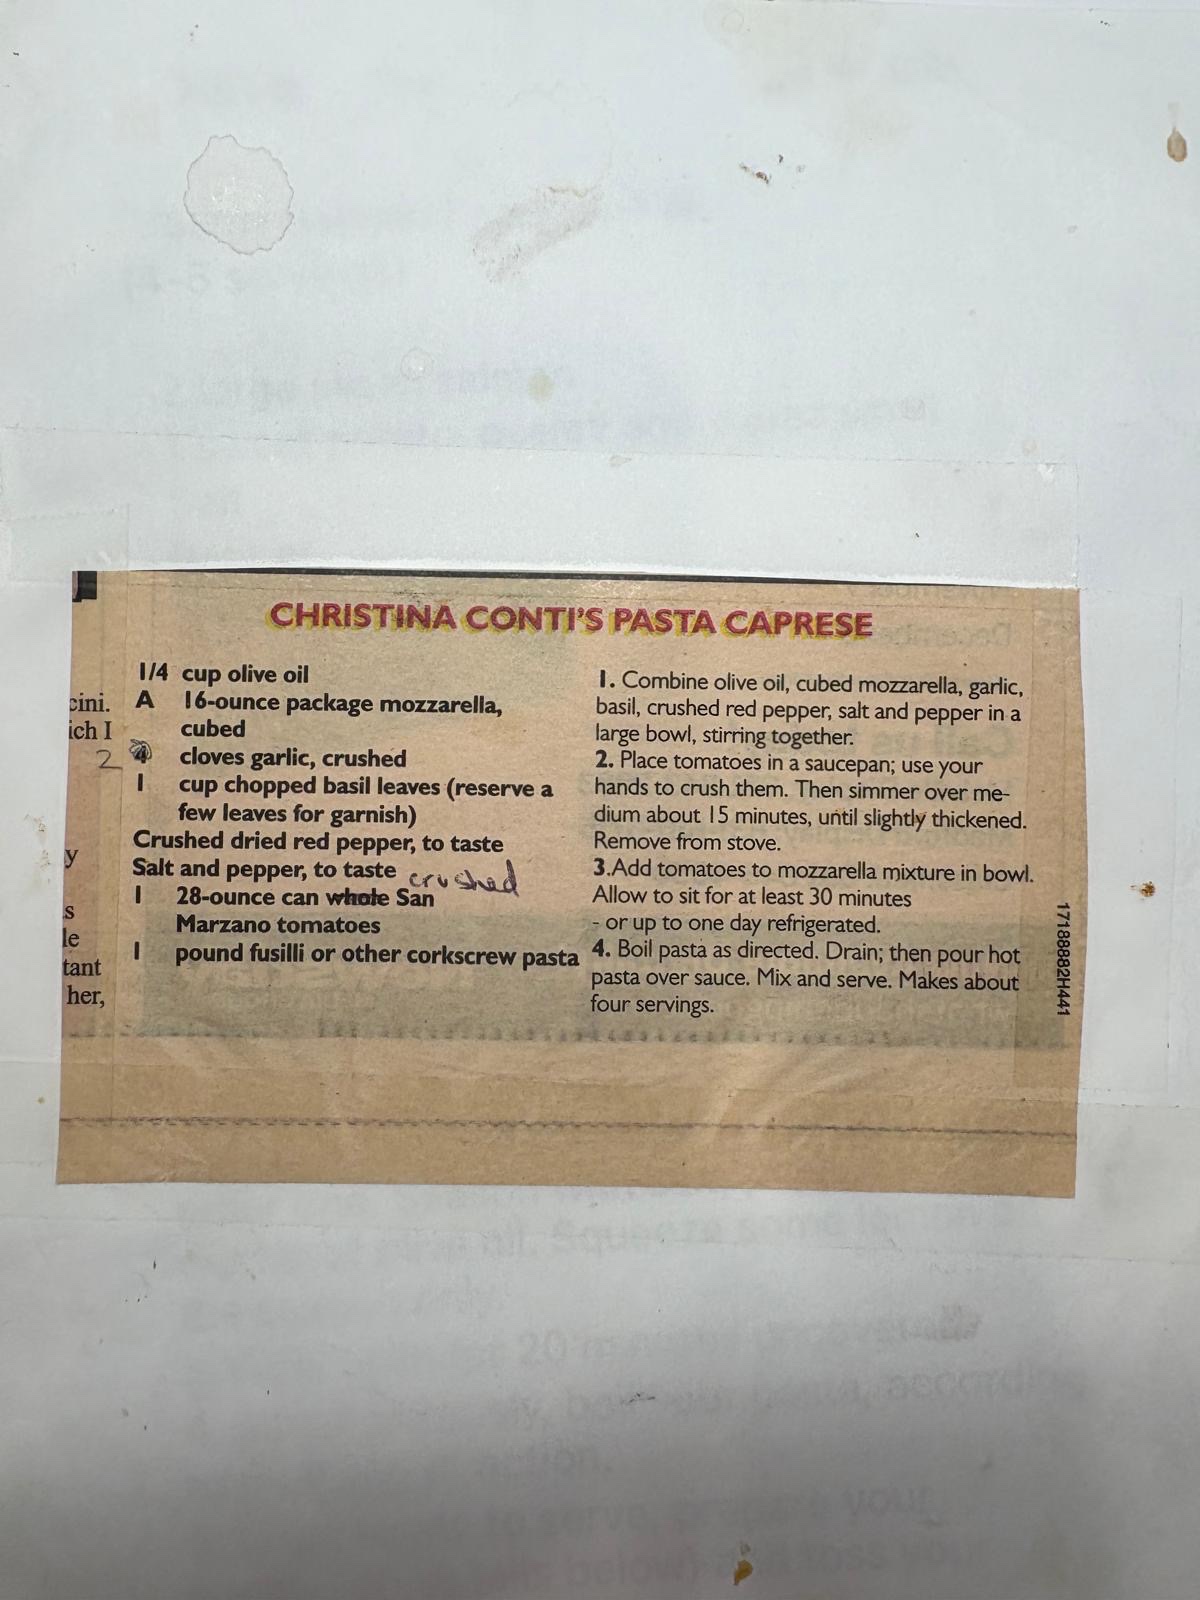 CHRISTINA CONTI'S PASTA CAPRESE
1/4 cup olive oil
A 16-ounce package mozzarella,
cubed
2 4 cloves garlic, crushed
1 cup chopped basil leaves (reserve a
few leaves for garnish)
Crushed dried red pepper, to taste
Salt and pepper, to taste
crushed
1 28-ounce can whole San
Marzano tomatoes
1 pound fusilli or other corkscrew pasta
1. Combine olive oil, cubed mozzarella, garlic,
basil, crushed red pepper, salt and pepper in a
large bowl, stirring together.
2. Place tomatoes in a saucepan; use your
hands to crush them. Then simmer over me-
dium about 15 minutes, until slightly thickened.
Remove from stove.
3.Add tomatoes to mozzarella mixture in bowl.
Allow to sit for at least 30 minutes
- or up to one day refrigerated.
4. Boil pasta as directed. Drain; then pour hot
pasta over sauce. Mix and serve. Makes about
four servings.
17188882H441
cini.
ich I
y
s
le
tant
her,